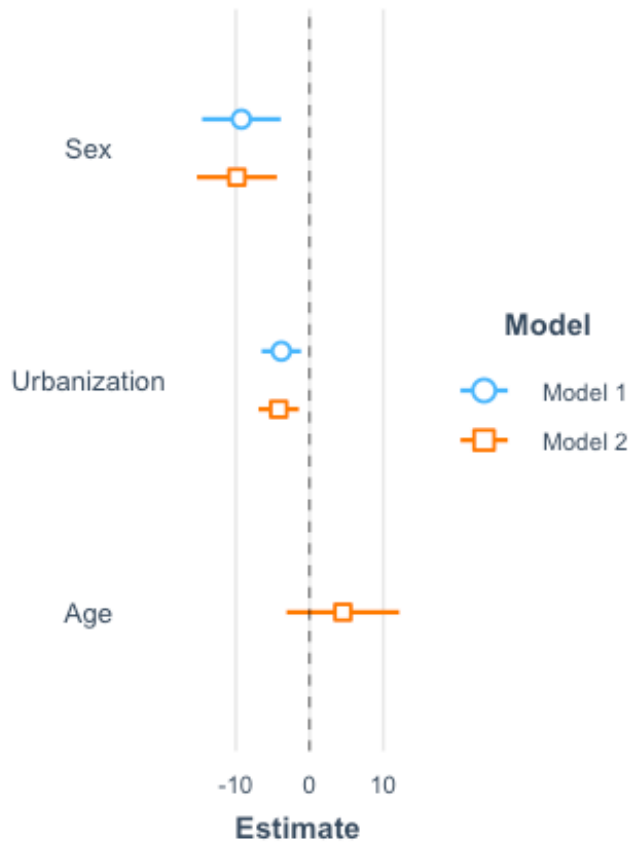 Sex
Urbanization
Age
Model
Model 1
Model 2
-10 0 10
Estimate